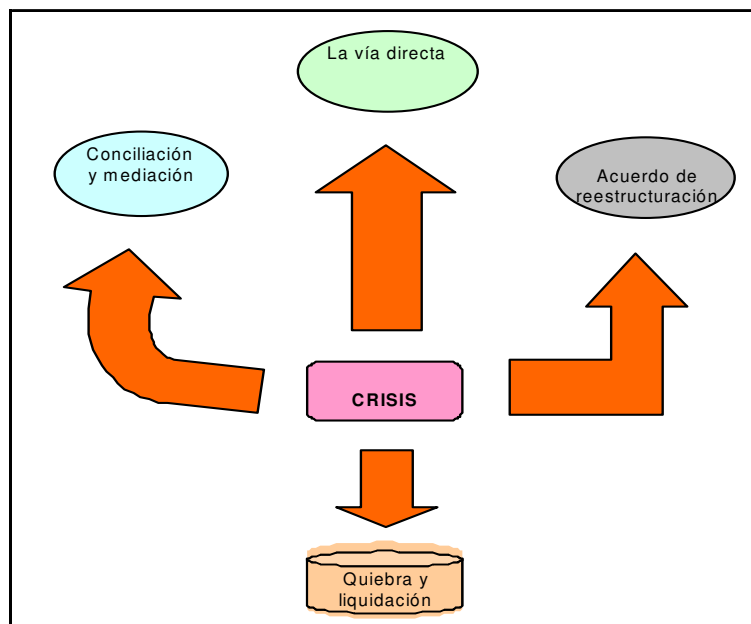 La vía directa
Conciliación
y mediación
Acuerdo de
reestructuración
CRISIS
Quiebra y
liquidación